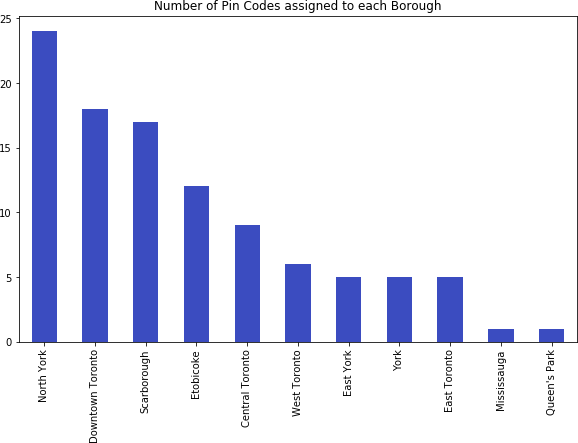 Number of Pin Codes assigned to each Borough
25
20
15
10
5
0
North York
Downtown Toronto
Scarborough
Etobicoke
Central Toronto
West Toronto
East York
York
East Toronto
Mississauga
Queen's Park